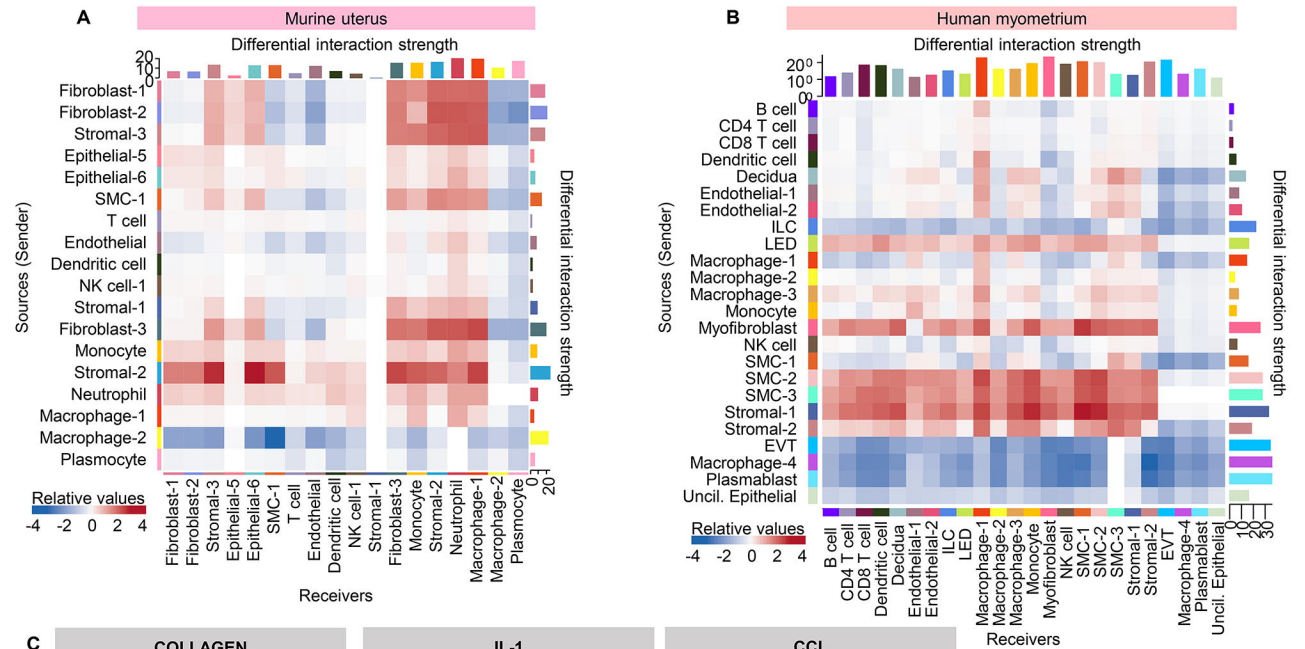 A
Murine uterus
Differential interaction strength
20
10
0
Fibroblast-1
Fibroblast-2
Stromal-3
Epithelial-5
Epithelial-6
SMC-1
T cell
Endothelial
Dendritic cell
NK cell-1
Stromal-1
Fibroblast-3
Monocyte
Stromal-2
Neutrophil
Macrophage-1
Macrophage-2
Plasmocyte
Sources (Sender)
Differential interaction strength
0
20
Relative values
-4 -2 0 2 4
Fibroblast-1
Fibroblast-2
Stromal-3
Epithelial-5
Epithelial-6
SMC-1
T cell
Endothelial
Dendritic cell
NK cell-1
Stromal-1
Fibroblast-3
Monocyte
Stromal-2
Neutrophil
Macrophage-1
Macrophage-2
Plasmocyte
Receivers
B
Human myometrium
Differential interaction strength
B cell
CD4 T cell
CD8 T cell
Dendritic cell
Decidua
Endothelial-1
Endothelial-2
ILC
LED
Macrophage-1
Macrophage-2
Macrophage-3
Monocyte
Myofibroblast
NK cell
SMC-1
SMC-2
SMC-3
Stromal-1
Stromal-2
EVT
Macrophage-4
Plasmablast
Uncil. Epithelial
Sources (Sender)
Differential interaction strength
0
10
20
30
Relative values
-4 -2 0 2 4
B cell
CD4 T cell
CD8 T cell
Dendritic cell
Decidua
Endothelial-1
Endothelial-2
ILC
LED
Macrophage-1
Macrophage-2
Macrophage-3
Monocyte
Myofibroblast
NK cell
SMC-1
SMC-2
SMC-3
Stromal-1
Stromal-2
EVT
Macrophage-4
Plasmablast
Uncil. Epithelial
Receivers
C
COLLAGEN
IL-1
CCL